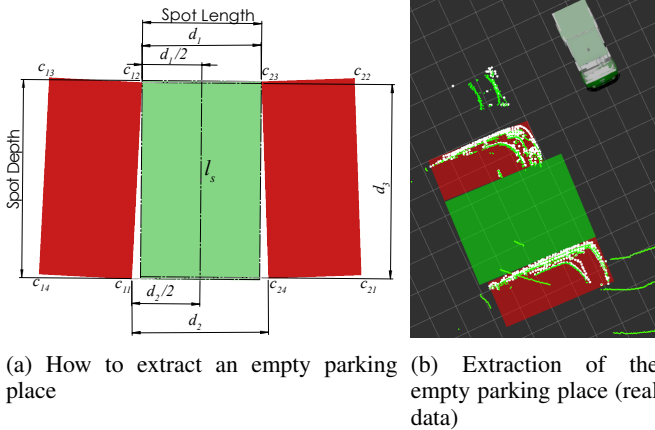 Spot Length
d₁
d₁/2
c₁₃
c₁₂
c₂₃
c₂₂
Spot Depth
lₛ
d₃
c₁₄
c₁₁
d₂/2
c₂₄
c₂₁
d₂
(a) How to extract an empty parking
place
(b) Extraction of the
empty parking place (real
data)